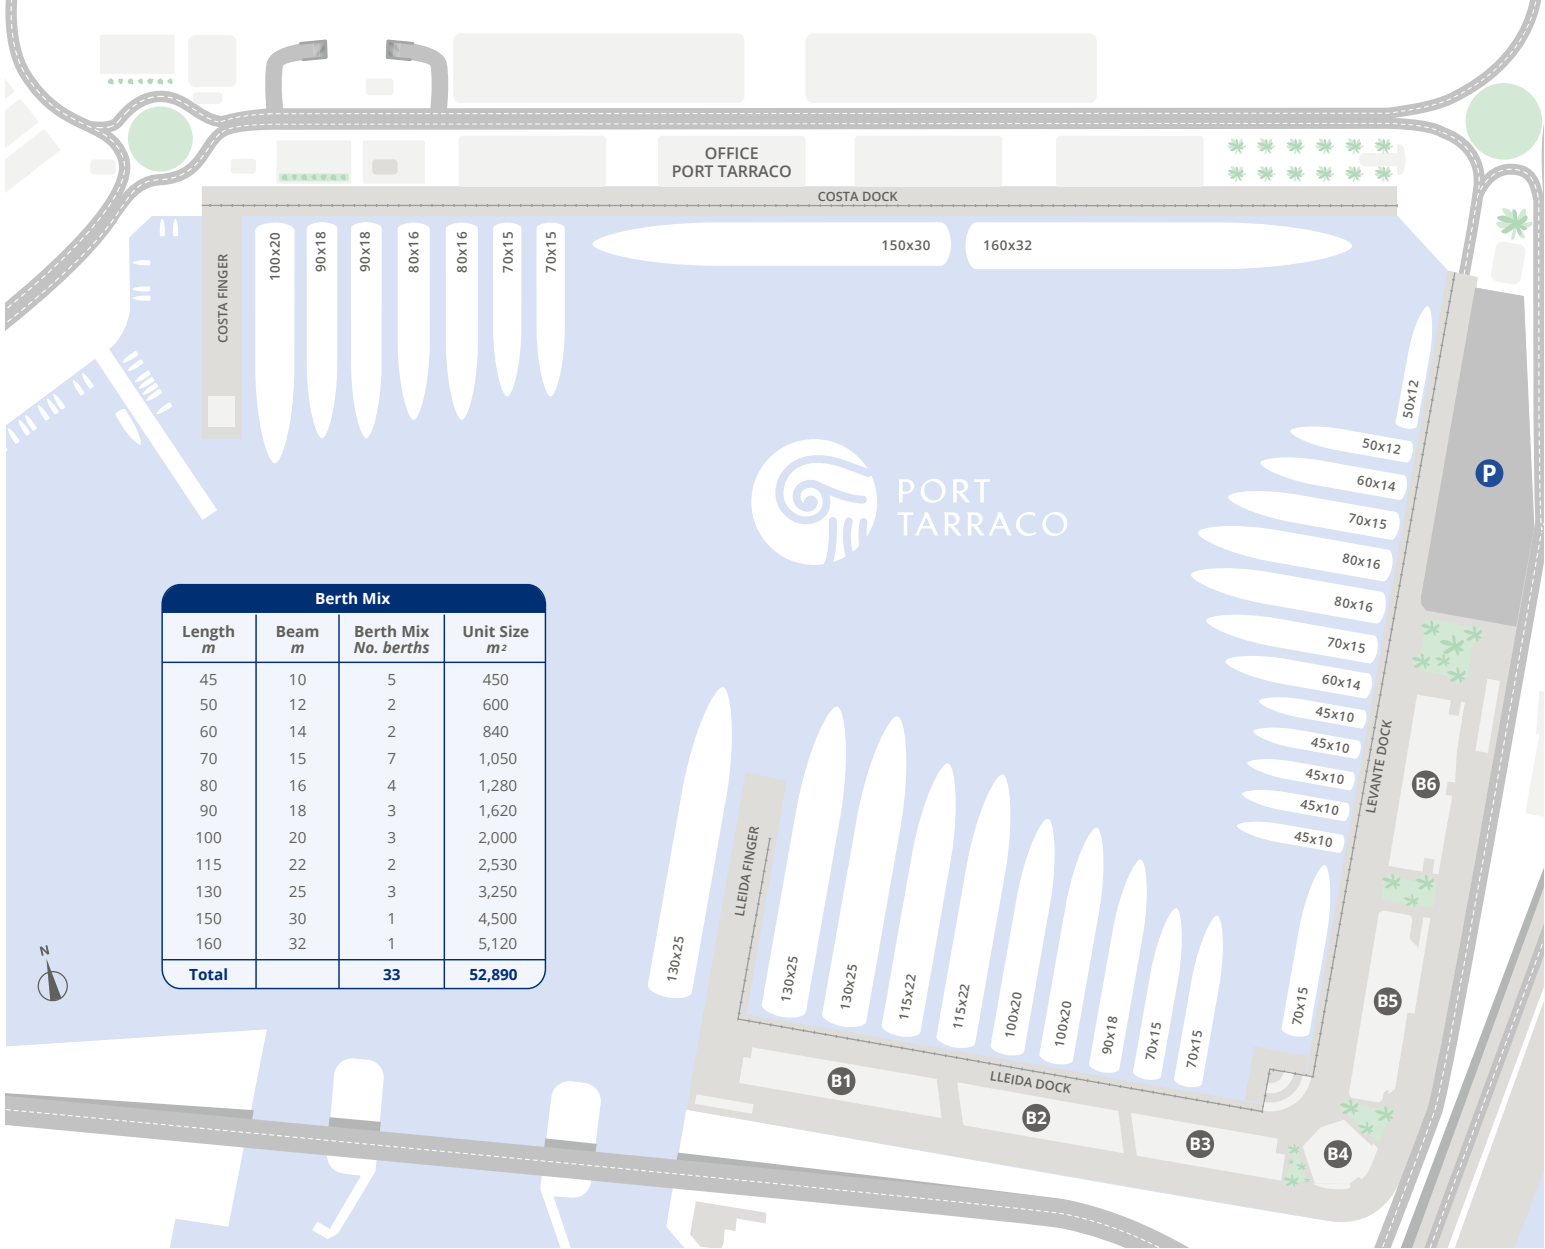 OFFICE
PORT TARRACO
COSTA DOCK
COSTA FINGER
100x20
90x18
90x18
80x16
80x16
70x15
70x15
150x30
160x32
50x12
50x12
60x14
70x15
80x16
80x16
70x15
60x14
45x10
45x10
45x10
45x10
45x10
70x15
P
PORT
TARRACO
LEVANTE DOCK
Berth Mix
Length Beam Berth Mix Unit Size
m m No. berths m²
45 10 5 450
50 12 2 600
60 14 2 840
70 15 7 1,050
80 16 4 1,280
90 18 3 1,620
100 20 3 2,000
115 22 2 2,530
130 25 3 3,250
150 30 1 4,500
160 32 1 5,120
Total 33 52,890
N
130x25
LLEIDA FINGER
130x25
130x25
115x22
115x22
100x20
100x20
90x18
70x15
70x15
LLEIDA DOCK
B1
B2
B3
B4
B5
B6